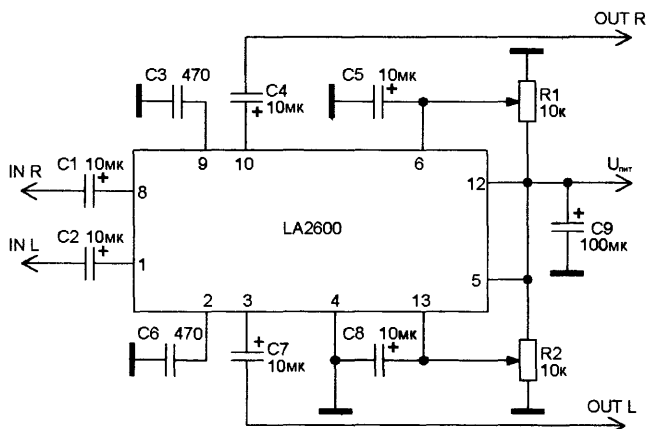 OUT R
C3 470
C4
10мк
C5 10мк
R1
10к
9
10
6
IN R
C1 10мк
8
12
Uпит
LA2600
C9
100мк
IN L
C2 10мк
1
5
2
3
4
13
C6 470
C7
10мк
C8 10мк
R2
10к
OUT L